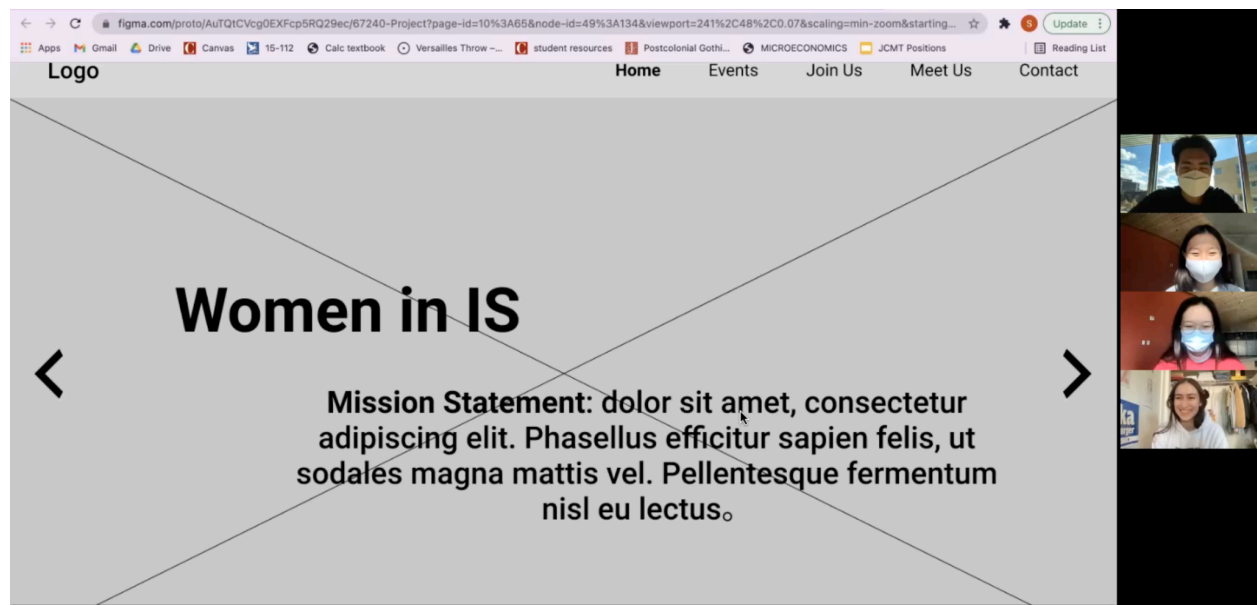 figma.com/proto/AuTQtCVcg0EXFcp5RQ29ec/67240-Project?page-id=10%3A65&node-id=49%3A134&viewport=241%2C48%2C0.07&scaling=min-zoom&starting...
S
Update
Apps M Gmail Drive Canvas 15-112 Calc textbook Versailles Throw –... student resources Postcolonial Gothi... MICROECONOMICS JCMT Positions Reading List
Logo Home Events Join Us Meet Us Contact
Women in IS
Mission Statement: dolor sit amet, consectetur
adipiscing elit. Phasellus efficitur sapien felis, ut
sodales magna mattis vel. Pellentesque fermentum
nisl eu lectus。